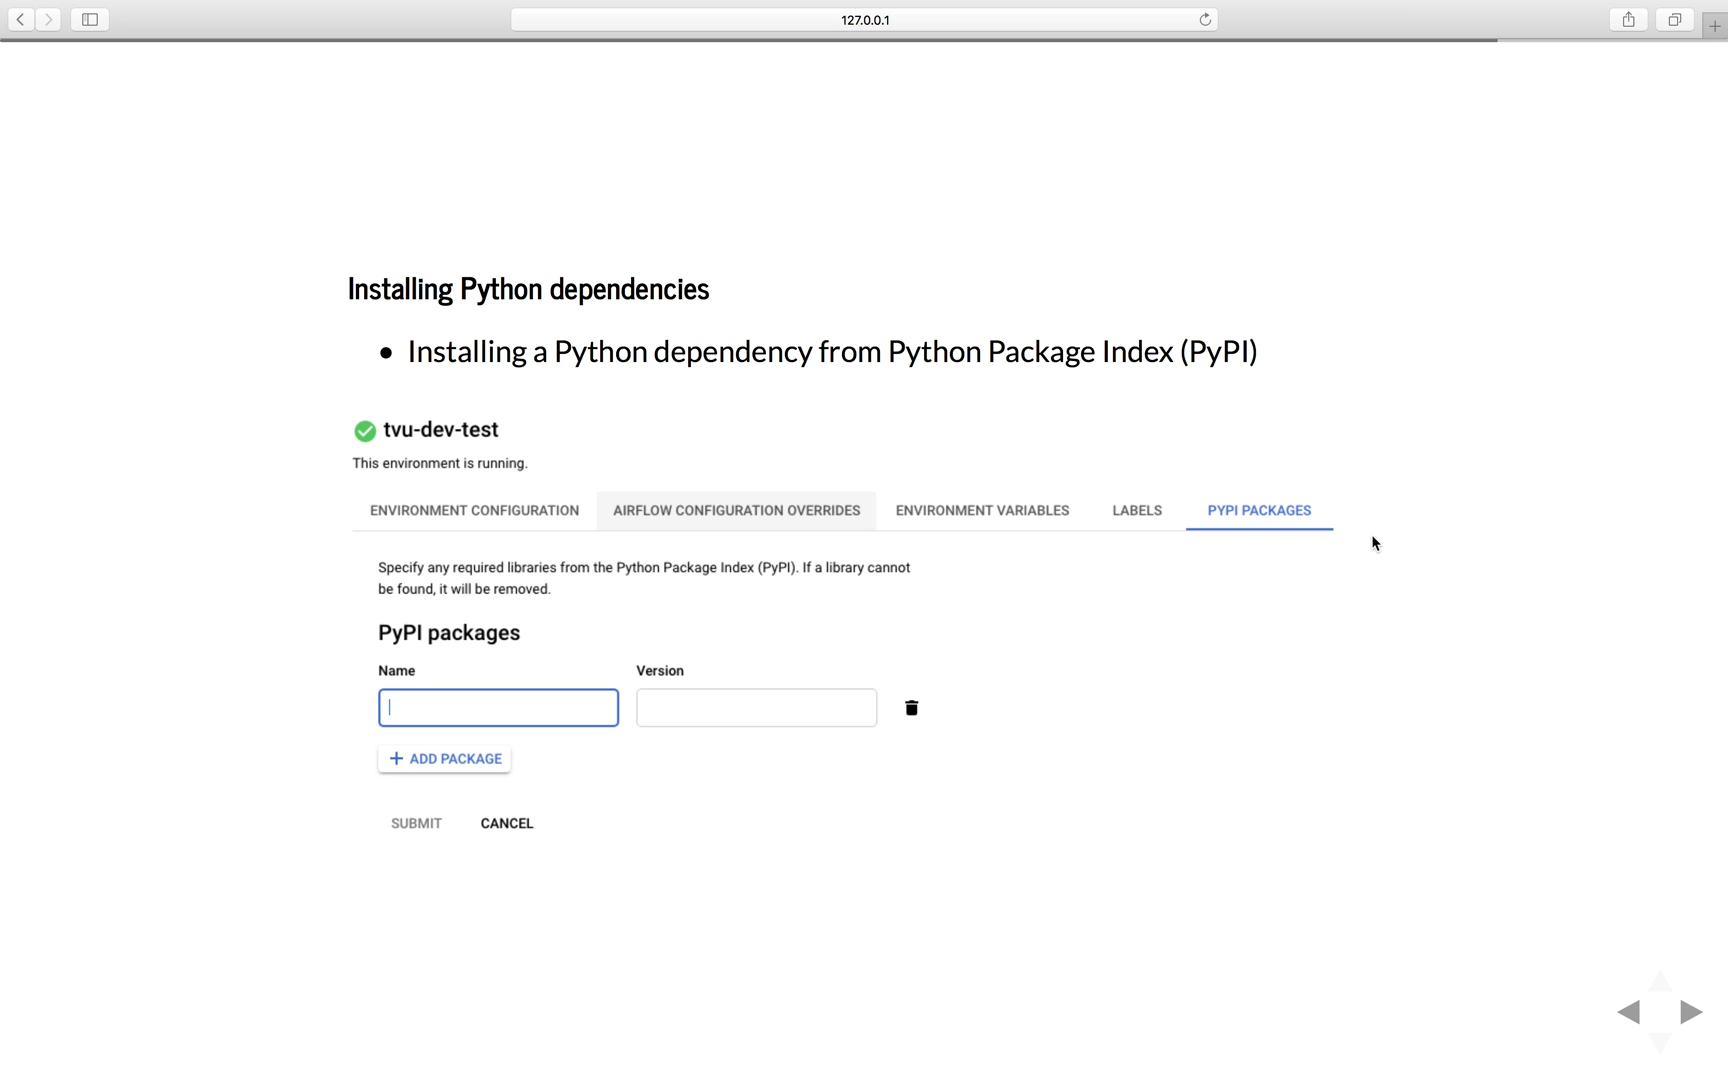 127.0.0.1
Installing Python dependencies
• Installing a Python dependency from Python Package Index (PyPI)
tvu-dev-test
This environment is running.
ENVIRONMENT CONFIGURATION AIRFLOW CONFIGURATION OVERRIDES ENVIRONMENT VARIABLES LABELS PYPI PACKAGES
Specify any required libraries from the Python Package Index (PyPI). If a library cannot
be found, it will be removed.
PyPI packages
Name Version
+ ADD PACKAGE
SUBMIT CANCEL